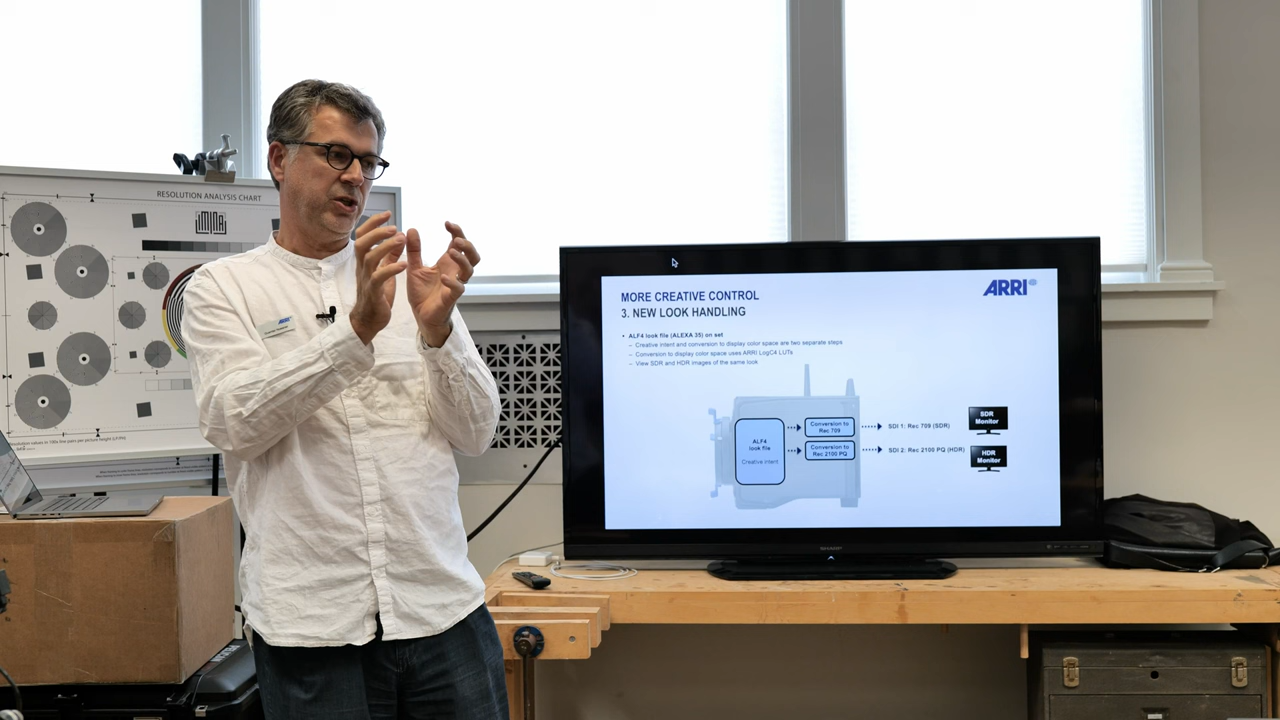 RESOLUTION ANALYSIS CHART
ARRI
MORE CREATIVE CONTROL
3. NEW LOOK HANDLING
• ALF4 look file (ALEXA 35) on set
– Creative intent and conversion to display color space are two separate steps
– Conversion to display color space uses ARRI LogC4 LUTs
– View SDR and HDR images of the same look
ALF4
look file
Creative intent
Conversion to
Rec 709
Conversion to
Rec 2100 PQ
SDI 1: Rec 709 (SDR)
SDI 2: Rec 2100 PQ (HDR)
SDR
Monitor
HDR
Monitor
SHARP
ARRI